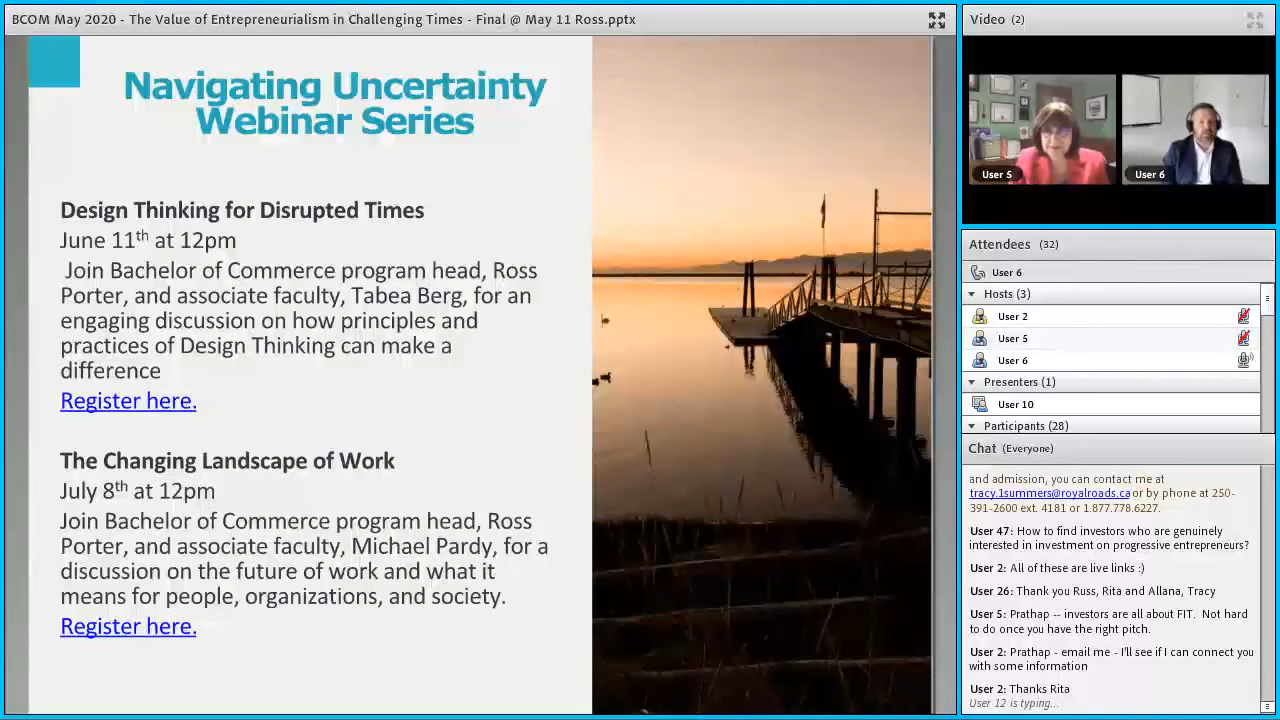 BCOM May 2020 - The Value of Entrepreneurialism in Challenging Times - Final @ May 11 Ross.pptx
Navigating Uncertainty
Webinar Series
Design Thinking for Disrupted Times
June 11th at 12pm
Join Bachelor of Commerce program head, Ross
Porter, and associate faculty, Tabea Berg, for an
engaging discussion on how principles and
practices of Design Thinking can make a
difference
Register here.
The Changing Landscape of Work
July 8th at 12pm
Join Bachelor of Commerce program head, Ross
Porter, and associate faculty, Michael Pardy, for a
discussion on the future of work and what it
means for people, organizations, and society.
Register here.
Video (2)
User 5
User 6
Attendees (32)
User 6
Hosts (3)
User 2
User 5
User 6
Presenters (1)
User 10
Participants (28)
Chat (Everyone)
and admission, you can contact me at
tracy.1summers@royalroads.ca or by phone at 250-
391-2600 ext. 4181 or 1.877.778.6227.
User 47: How to find investors who are genuinely
interested in investment on progressive entrepreneurs?
User 2: All of these are live links :)
User 26: Thank you Russ, Rita and Allana, Tracy
User 5: Prathap -- investors are all about FIT. Not hard
to do once you have the right pitch.
User 2: Prathap - email me - I'll see if I can connect you
with some information
User 2: Thanks Rita
User 12 is typing...